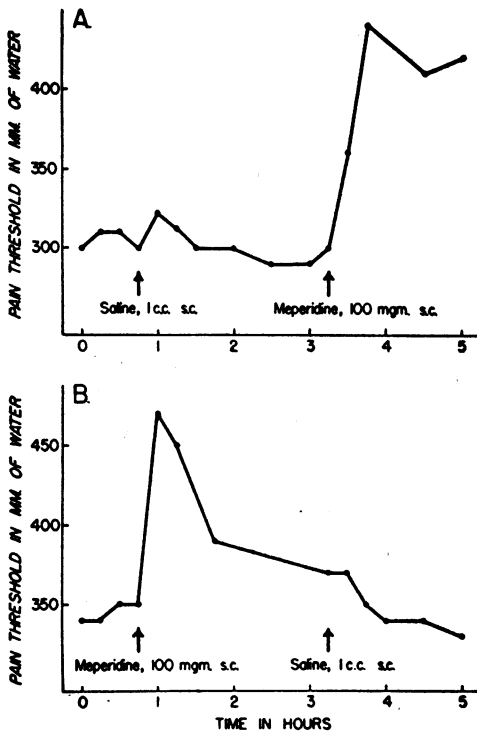 A.
PAIN THRESHOLD IN MM. OF WATER
400
350
300
Saline, 1 c.c. s.c.
Meperidine, 100 mgm. s.c.
0 1 2 3 4 5
B.
PAIN THRESHOLD IN MM. OF WATER
450
400
350
Meperidine, 100 mgm. s.c.
Saline, 1 c.c. s.c.
0 1 2 3 4 5
TIME IN HOURS